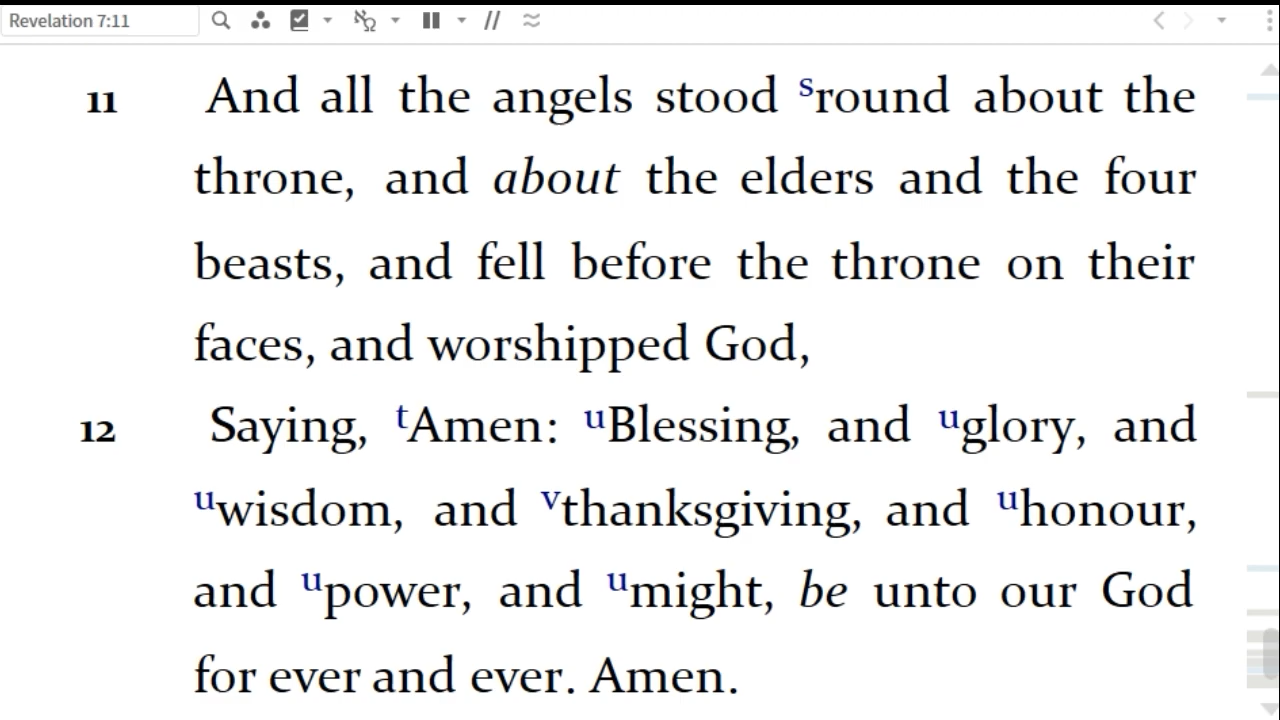 Revelation 7:11
11 And all the angels stood sround about the
throne, and about the elders and the four
beasts, and fell before the throne on their
faces, and worshipped God,
12 Saying, tAmen: uBlessing, and uglory, and
uwisdom, and vthanksgiving, and uhonour,
and upower, and umight, be unto our God
for ever and ever. Amen.